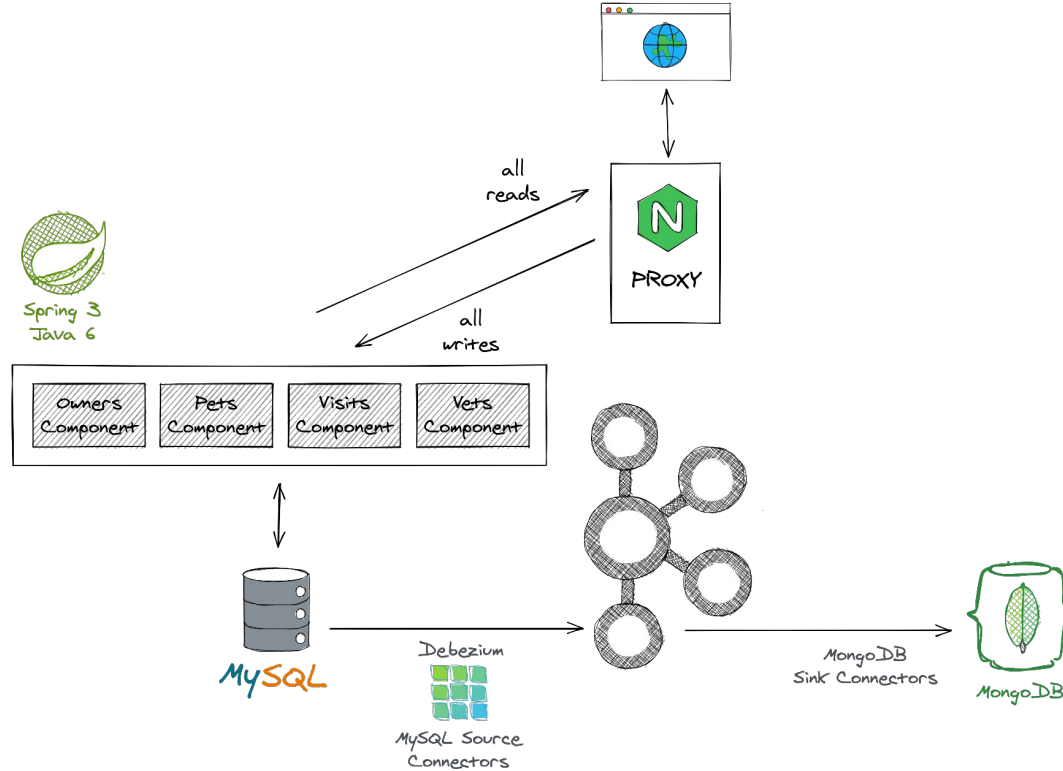 all
reads
N
PROXY
Spring 3
Java 6
all
writes
Owners
Component
Pets
Component
Visits
Component
Vets
Component
Debezium
MySQL
MySQL Source
Connectors
MongoDB
Sink Connectors
MongoDB